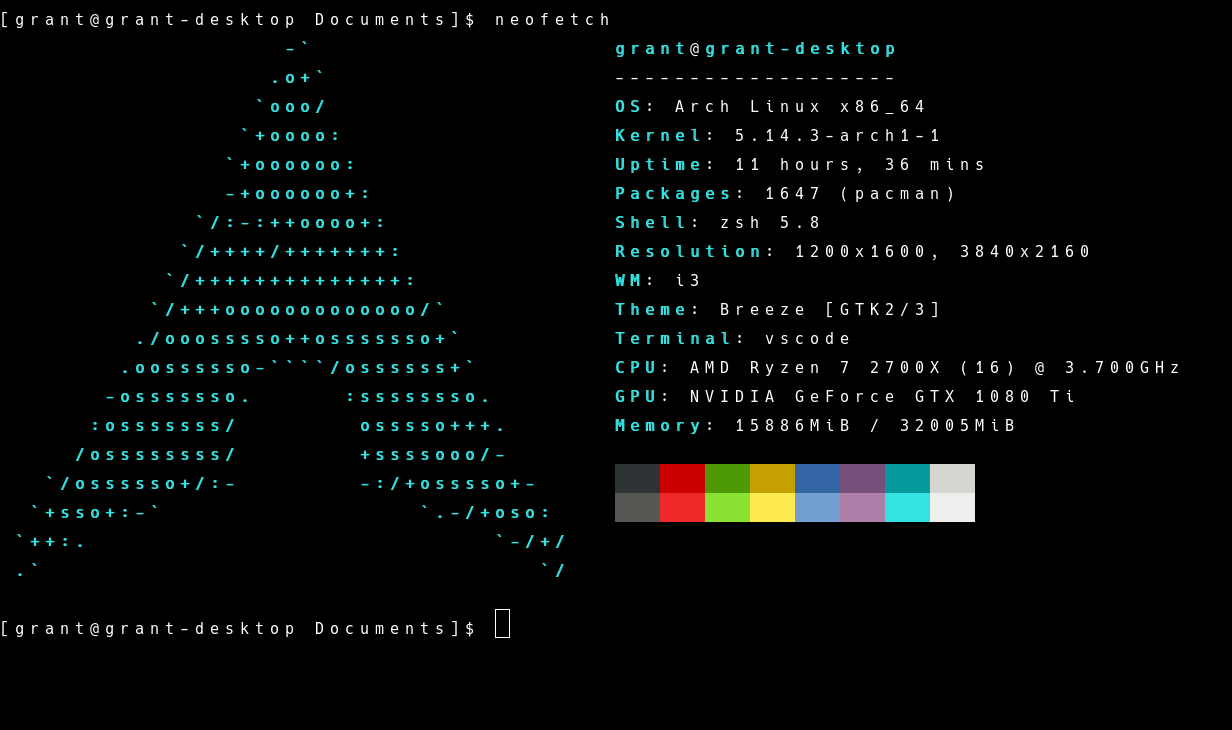 [grant@grant-desktop Documents]$ neofetch
                   -`                    grant@grant-desktop
                  .o+`                   -------------------
                 `ooo/                   OS: Arch Linux x86_64
                `+oooo:                  Kernel: 5.14.3-arch1-1
               `+oooooo:                 Uptime: 11 hours, 36 mins
               -+oooooo+:                Packages: 1647 (pacman)
             `/:-:++oooo+:               Shell: zsh 5.8
            `/++++/+++++++:              Resolution: 1200x1600, 3840x2160
           `/++++++++++++++:             WM: i3
          `/+++ooooooooooooo/`           Theme: Breeze [GTK2/3]
         ./ooosssso++osssssso+`          Terminal: vscode
        .oossssso-````/ossssss+`         CPU: AMD Ryzen 7 2700X (16) @ 3.700GHz
       -osssssso.      :ssssssso.        GPU: NVIDIA GeForce GTX 1080 Ti
      :osssssss/        osssso+++.       Memory: 15886MiB / 32005MiB
     /ossssssss/        +ssssooo/-
   `/ossssso+/:-        -:/+osssso+-
  `+sso+:-`                 `.-/+oso:
 `++:.                           `-/+/
 .`                                 `/
[grant@grant-desktop Documents]$